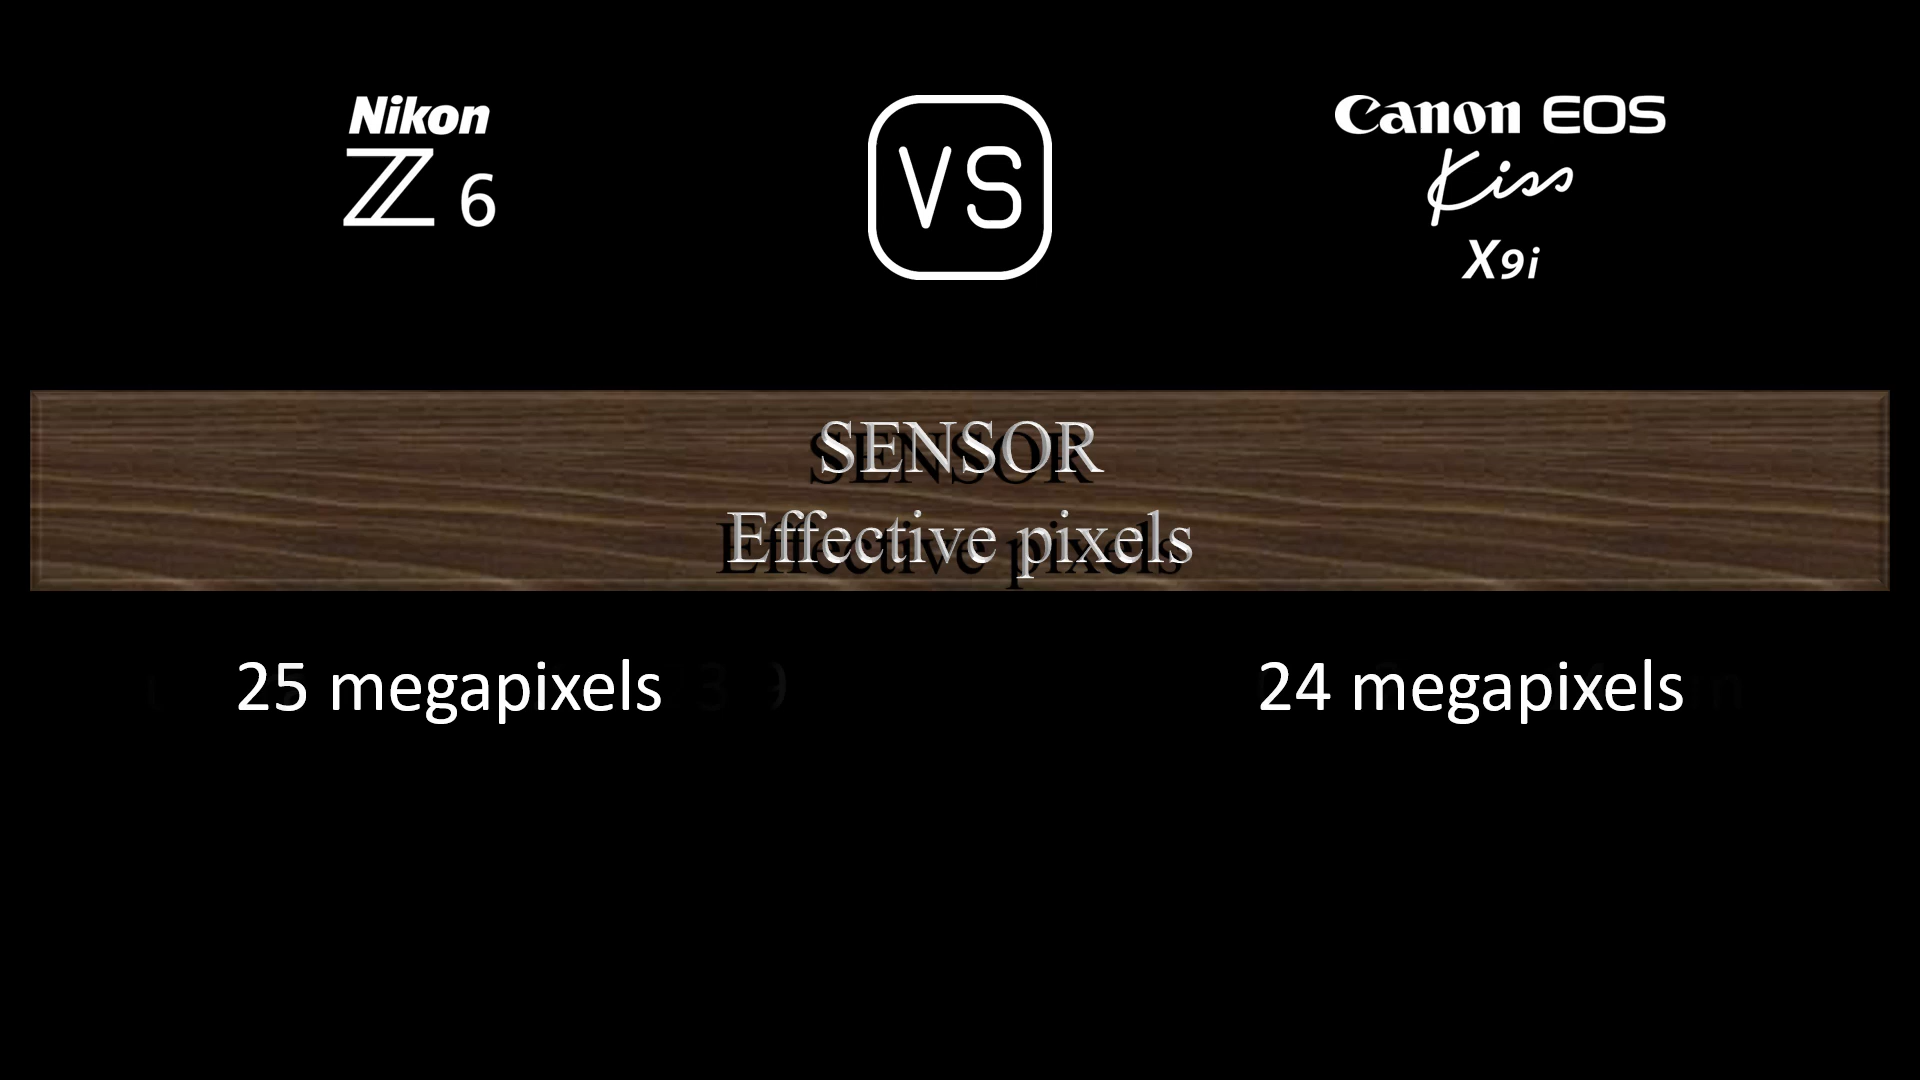 Nikon
Z 6
VS
Canon EOS
Kiss
X9i
SENSOR
Effective pixels
25 megapixels
24 megapixels